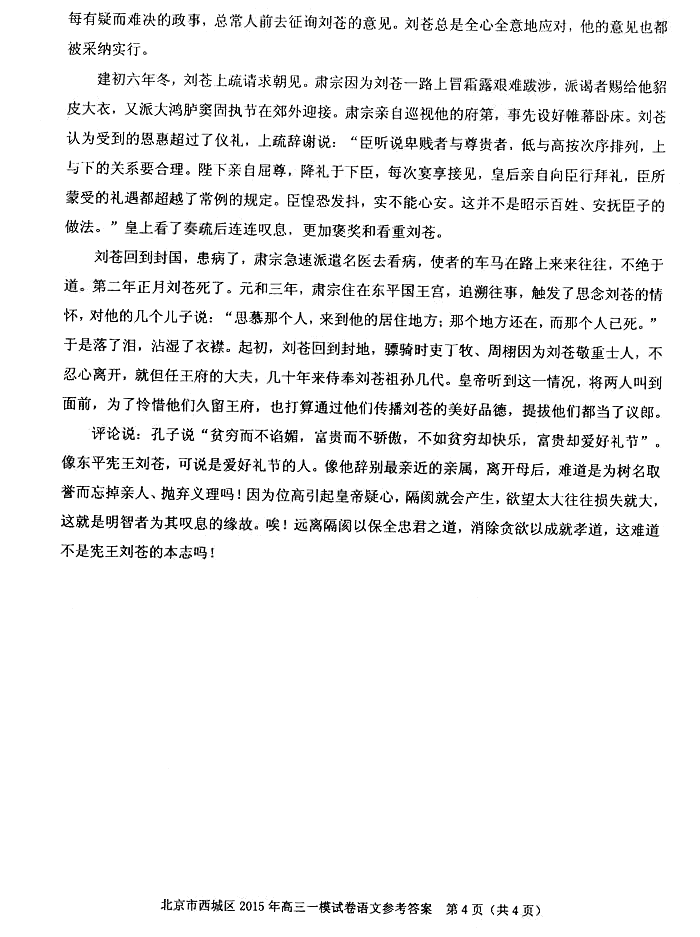 每有疑而难决的政事，总常人前去征询刘苍的意见。刘苍总是全心全意地应对，他的意见也都
被采纳实行。
建初六年冬，刘苍上疏请求朝见。肃宗因为刘苍一路上冒霜露艰难跋涉，派谒者赐给他貂
皮大衣，又派大鸿胪窦固执节在郊外迎接。肃宗亲自巡视他的府第，事先设好帷幕卧床。刘苍
认为受到的恩惠超过了仪礼，上疏辞谢说：“臣听说卑贱者与尊贵者，低与高按次序排列，上
与下的关系要合理。陛下亲自屈尊，降礼于下臣，每次宴享接见，皇后亲自向臣行拜礼，臣所
蒙受的礼遇都超越了常例的规定。臣惶恐发抖，实不能心安。这并不是昭示百姓、安抚臣子的
做法。”皇上看了奏疏后连连叹息，更加褒奖和看重刘苍。
刘苍回到封国，患病了，肃宗急速派遣名医去看病，使者的车马在路上来来往往，不绝于
道。第二年正月刘苍死了。元和三年，肃宗住在东平国王宫，追溯往事，触发了思念刘苍的情
怀，对他的几个儿子说：“思慕那个人，来到他的居住地方；那个地方还在，而那个人已死。”
于是落了泪，沾湿了衣襟。起初，刘苍回到封地，骠骑时吏丁牧、周栩因为刘苍敬重士人，不
忍心离开，就但任王府的大夫，几十年来侍奉刘苍祖孙几代。皇帝听到这一情况，将两人叫到
面前，为了怜惜他们久留王府，也打算通过他们传播刘苍的美好品德，提拔他们都当了议郎。
评论说：孔子说“贫穷而不谄媚，富贵而不骄傲，不如贫穷却快乐，富贵却爱好礼节”。
像东平宪王刘苍，可说是爱好礼节的人。像他辞别最亲近的亲属，离开母后，难道是为树名取
誉而忘掉亲人、抛弃义理吗！因为位高引起皇帝疑心，隔阂就会产生，欲望太大往往损失就大，
这就是明智者为其叹息的缘故。唉！远离隔阂以保全忠君之道，消除贪欲以成就孝道，这难道
不是宪王刘苍的本志吗！
北京市西城区 2015 年高三一模试卷语文参考答案 第 4 页（共 4 页）